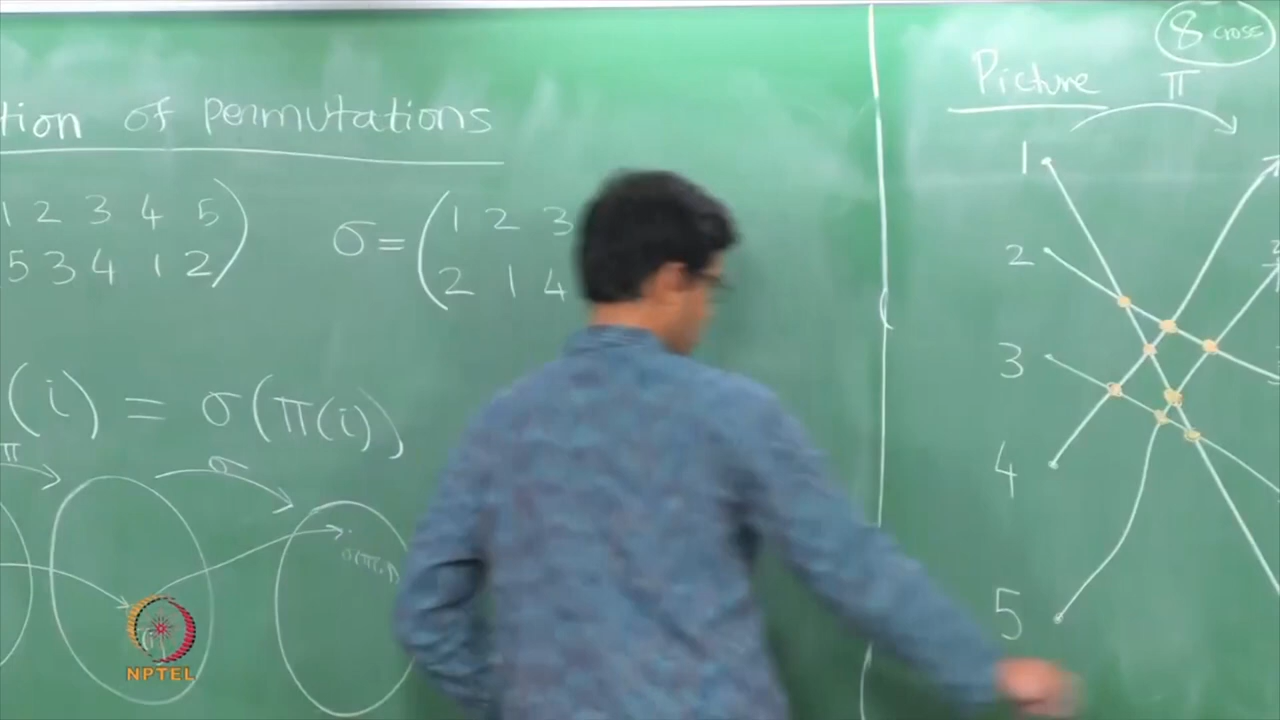 tion of permutations
1 2 3 4 5
5 3 4 1 2
σ = ( 1 2 3
2 1 4
(i) = σ(π(i))
π
σ
σ(π(i))
NPTEL
8 cross
Picture π
1
2
3
4
5